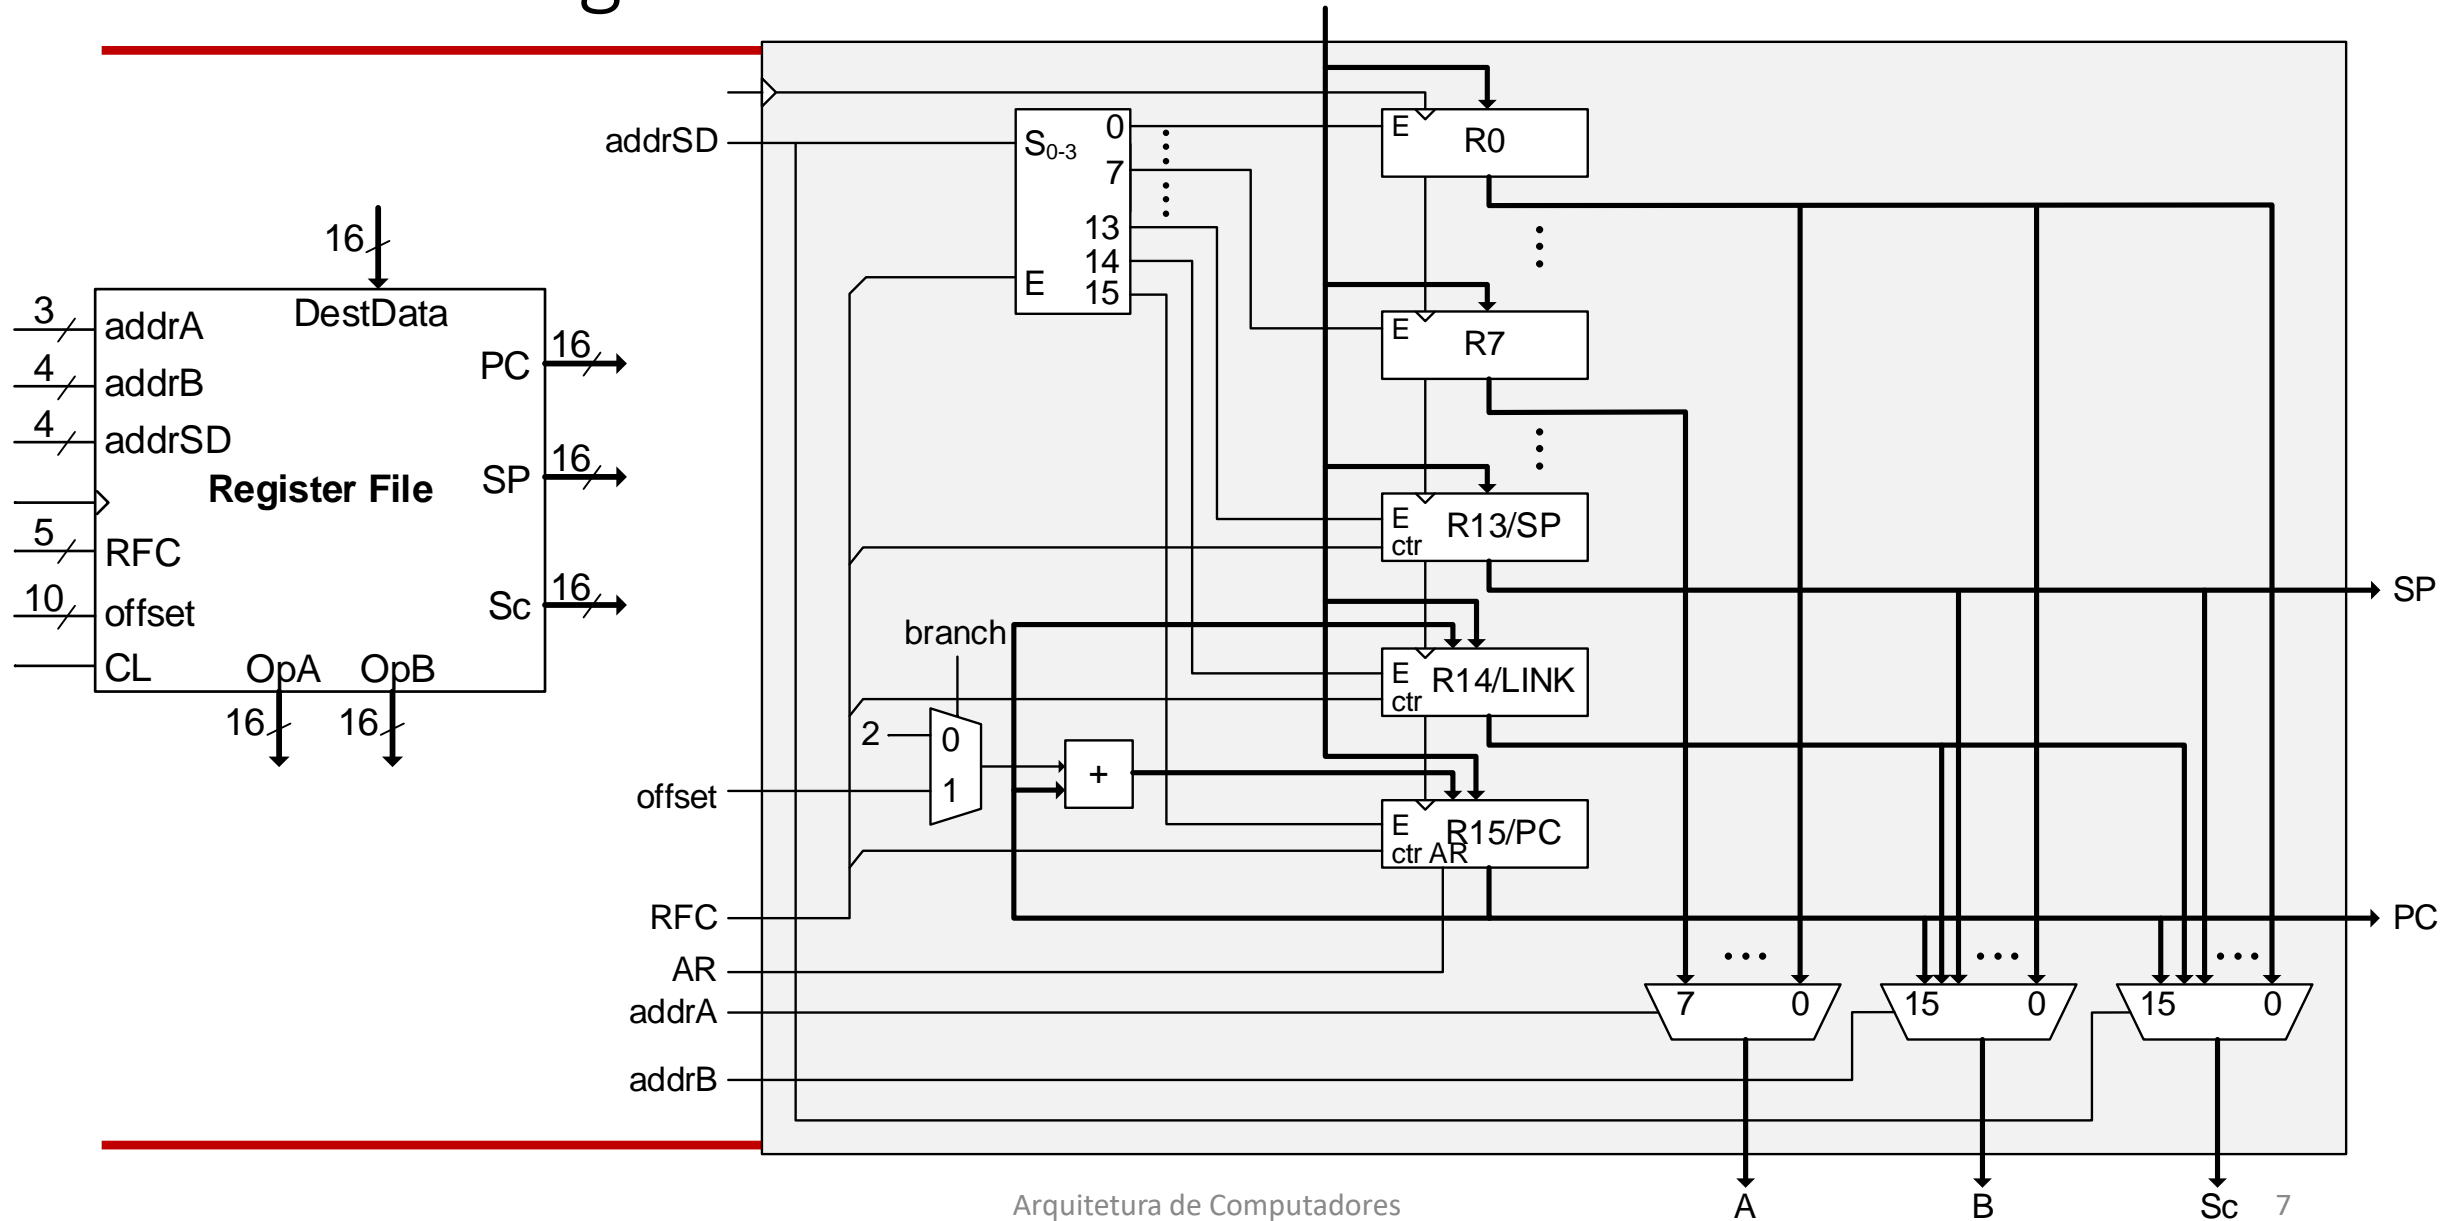 16
DestData
3
addrA
4
addrB
4
addrSD
Register File
5
RFC
10
offset
CL
PC
16
SP
16
Sc
16
OpA
OpB
16
16
addrSD
S0-3
0
7
13
14
15
E
E
R0
E
R7
E
R13/SP
ctr
E
R14/LINK
ctr
E
R15/PC
ctr AR
branch
2
0
1
+
offset
RFC
AR
addrA
addrB
SP
PC
7
0
15
0
15
0
A
B
Sc
Arquitetura de Computadores
7